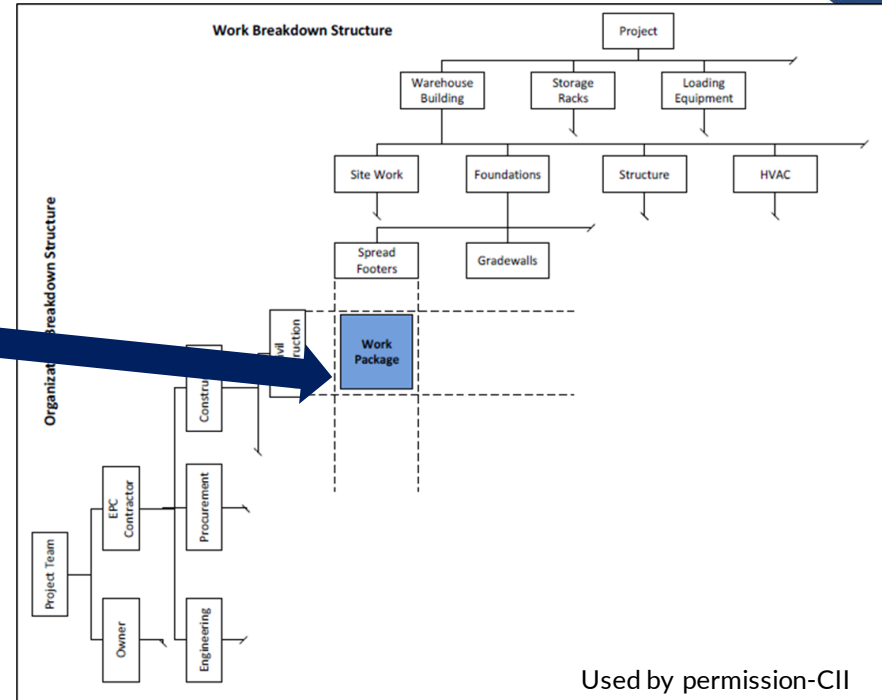 Work Breakdown Structure
Project
Warehouse
Building
Storage
Racks
Loading
Equipment
Site Work
Foundations
Structure
HVAC
Spread
Footers
Gradewalls
Work
Package
Breakdown Structure
EPC
Contractor
Procurement
Project Team
Owner
Engineering
Used by permission-CII